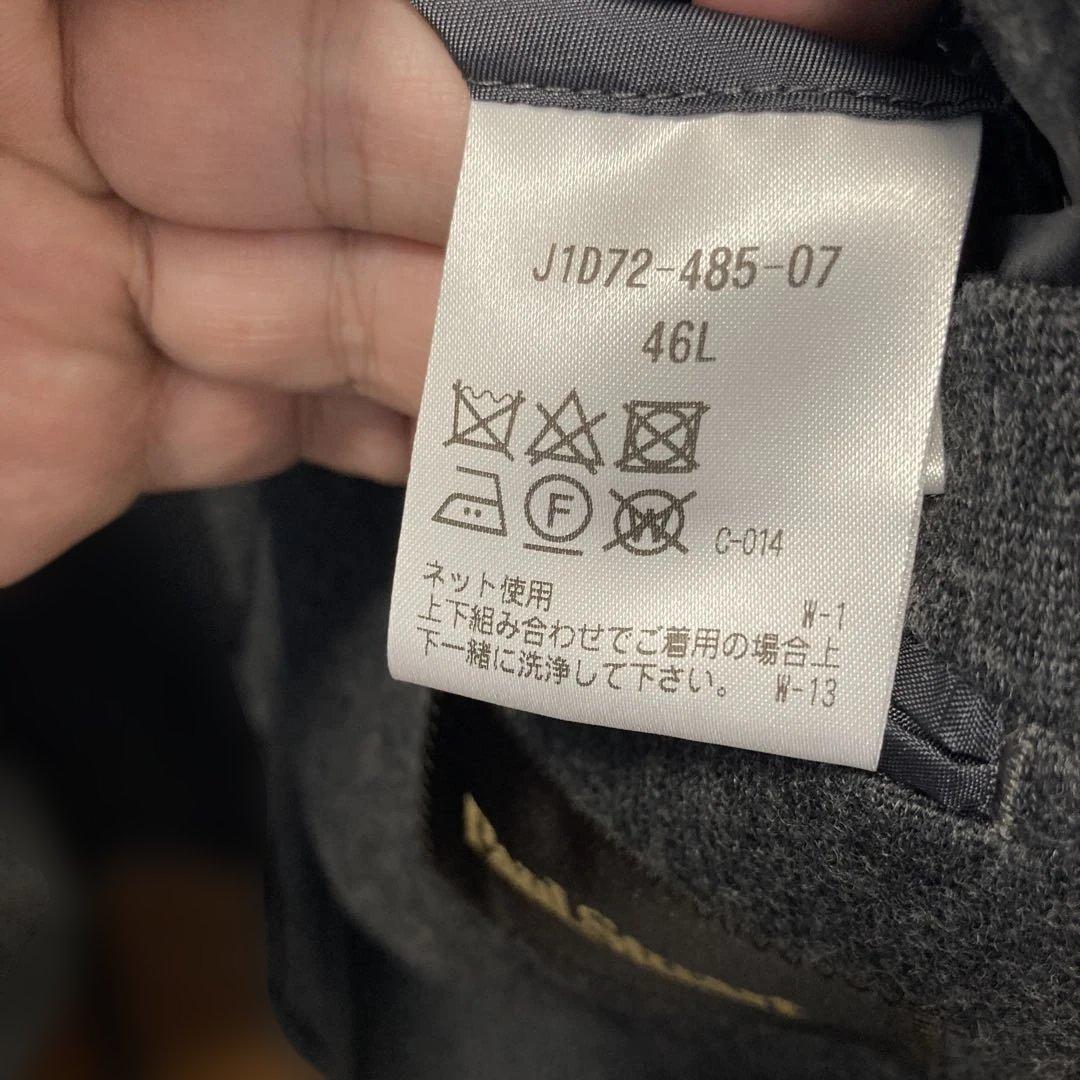 J1D72-485-07
46L
F W C-014
ネット使用 W-1
上下組み合わせでご着用の場合上
下一緒に洗浄して下さい。 W-13